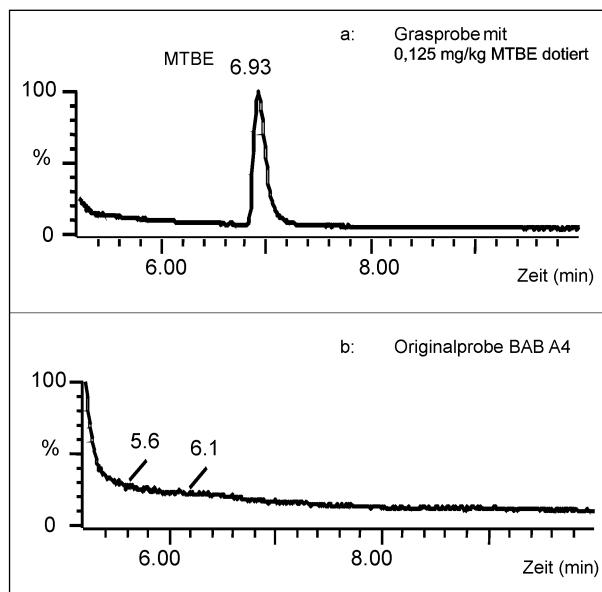 a: Grasprobe mit
0,125 mg/kg MTBE dotiert
MTBE
6.93
100
%
0
6.00
8.00
Zeit (min)
b: Originalprobe BAB A4
100
5.6
6.1
%
0
6.00
8.00
Zeit (min)